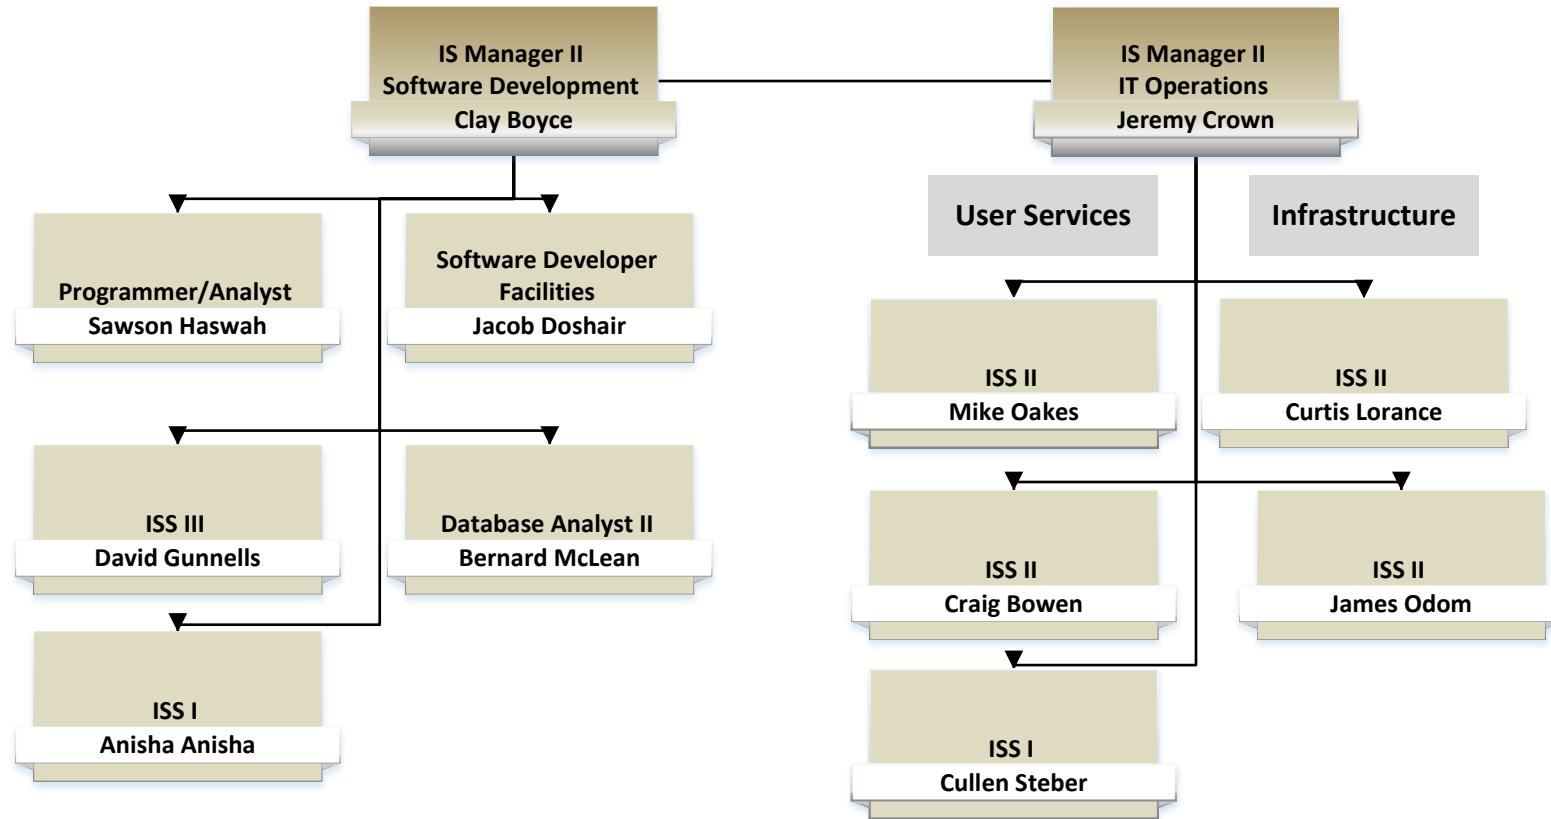 IS Manager II
Software Development
Clay Boyce
IS Manager II
IT Operations
Jeremy Crown
User Services
Infrastructure
Programmer/Analyst
Sawson Haswah
Software Developer
Facilities
Jacob Doshair
ISS II
Mike Oakes
ISS II
Curtis Lorance
ISS III
David Gunnells
Database Analyst II
Bernard McLean
ISS II
Craig Bowen
ISS II
James Odom
ISS I
Anisha Anisha
ISS I
Cullen Steber